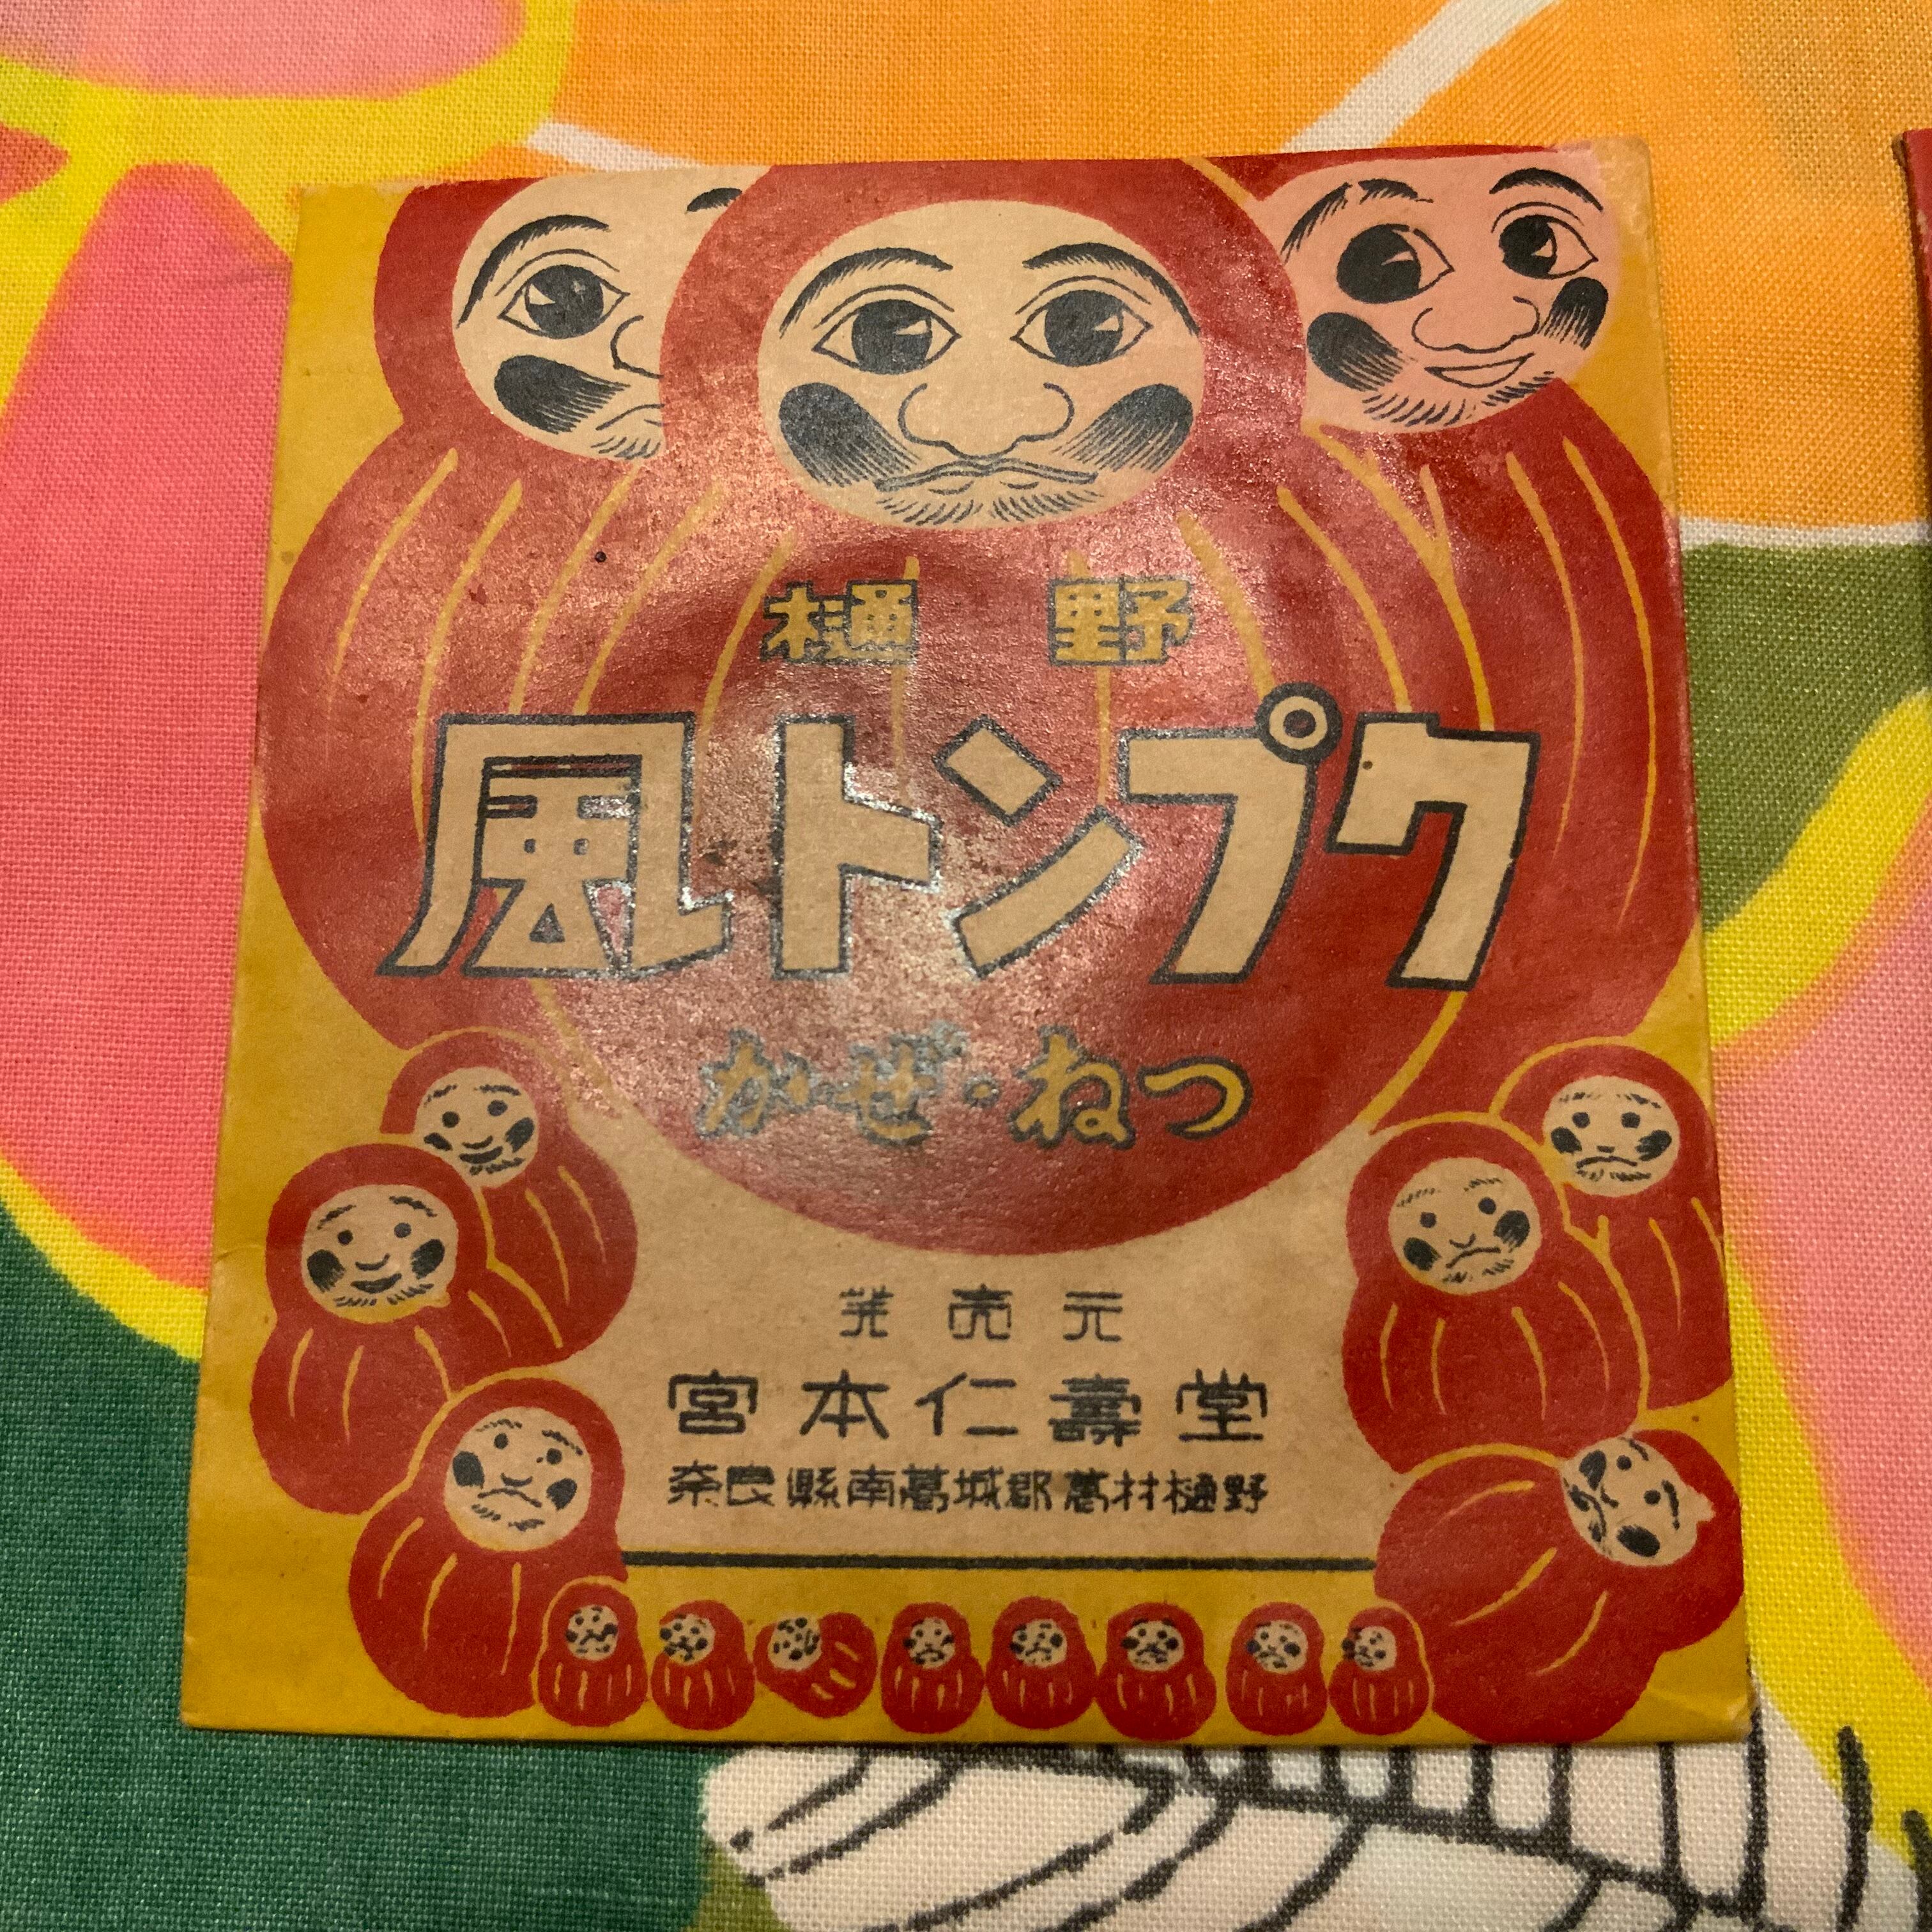 樋野
風トンプク
かぜ・ねつ
発売元
宮本仁壽堂
奈良縣南葛城郡葛村樋野